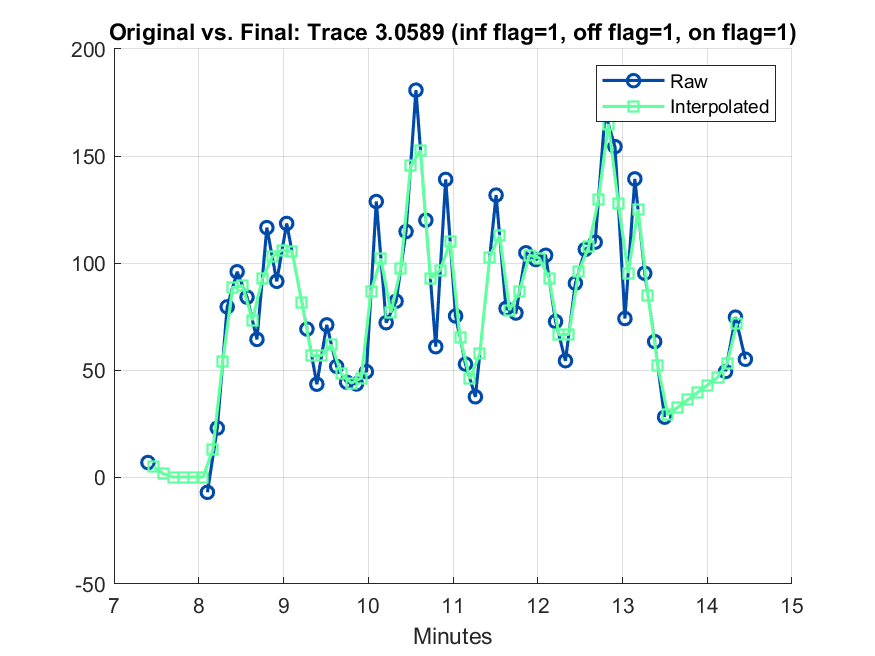 Original vs. Final: Trace 3.0589 (inf flag=1, off flag=1, on flag=1)
200
150
100
50
0
-50
Raw
Interpolated
7 8 9 10 11 12 13 14 15
Minutes